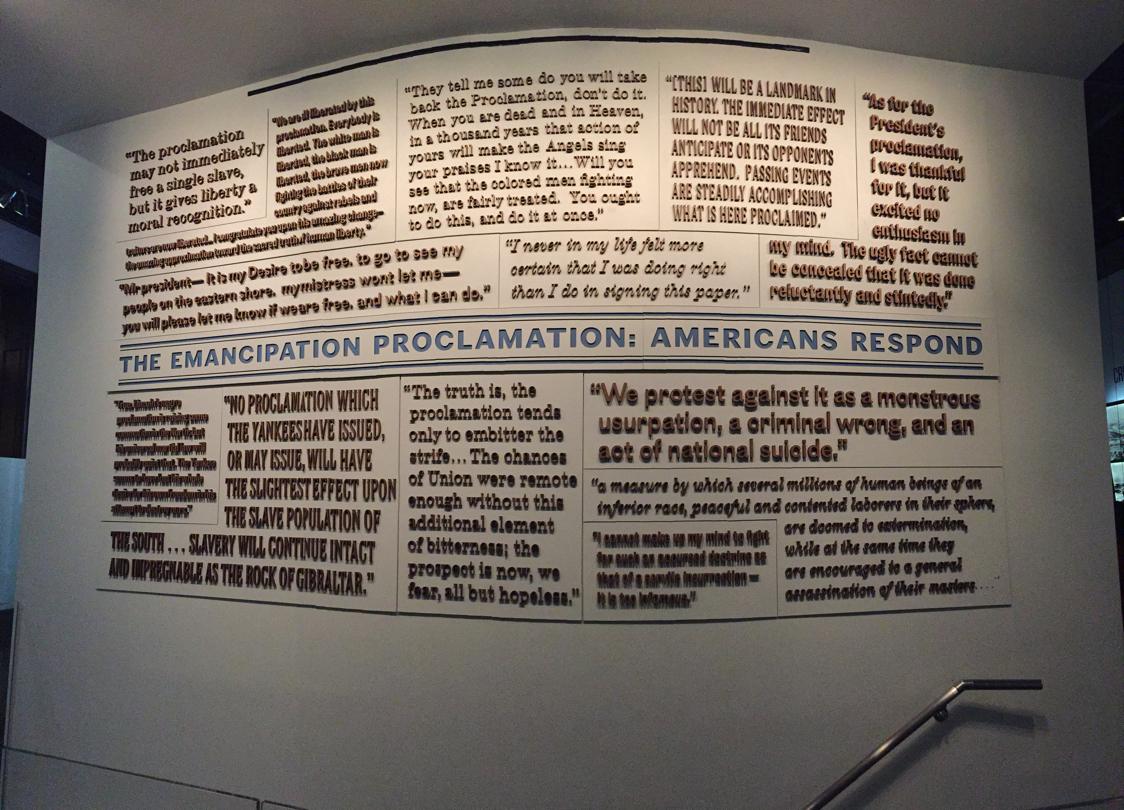 "The proclamation
may not immediately
free a single slave,
but it gives liberty a
moral recognition."
"We are all liberated by this
proclamation. Everybody is
liberated. The white man is
liberated, the black man is
liberated, the brave men now
fighting the battles of their
country against rebels and
traitors are now liberated... I congratulate you upon this amazing change—
the amazing approximation toward the sacred truth of human liberty."
"They tell me some do you will take
back the Proclamation, don't do it.
When you are dead and in Heaven,
in a thousand years that action of
yours will make the Angels sing
your praises I know it...Will you
see that the colored men fighting
now, are fairly treated. You ought
to do this, and do it at once."
"[THIS] WILL BE A LANDMARK IN
HISTORY. THE IMMEDIATE EFFECT
WILL NOT BE ALL ITS FRIENDS
ANTICIPATE OR ITS OPPONENTS
APPREHEND. PASSING EVENTS
ARE STEADILY ACCOMPLISHING
WHAT IS HERE PROCLAIMED."
"As for the
President's
proclamation,
I was thankful
for it, but it
excited no
enthusiasm in
my mind. The ugly fact cannot
be concealed that it was done
reluctantly and stintedly."
"Mr president— It is my Desire to be free. to go to see my
people on the eastern shore. my mistress wont let me—
you will please let me know if we are free. and what I can do."
"I never in my life felt more
certain that I was doing right
than I do in signing this paper."
THE EMANCIPATION PROCLAMATION: AMERICANS RESPOND
proclamation is raising some
commotion in the North, but
The Yankee
"NO PROCLAMATION WHICH
THE YANKEES HAVE ISSUED,
OR MAY ISSUE, WILL HAVE
THE SLIGHTEST EFFECT UPON
THE SLAVE POPULATION OF
THE SOUTH . . . SLAVERY WILL CONTINUE INTACT
AND IMPREGNABLE AS THE ROCK OF GIBRALTAR."
"The truth is, the
proclamation tends
only to embitter the
strife... The chances
of Union were remote
enough without this
additional element
of bitterness; the
prospect is now, we
fear, all but hopeless."
"We protest against it as a monstrous
usurpation, a criminal wrong, and an
act of national suicide."
"a measure by which several millions of human beings of an
inferior race, peaceful and contented laborers in their sphere,
are doomed to extermination,
while at the same time they
are encouraged to a general
assassination of their masters. . . ."
"I cannot make up my mind to fight
for such an accursed doctrine as
that of a servile insurrection—
it is too infamous."